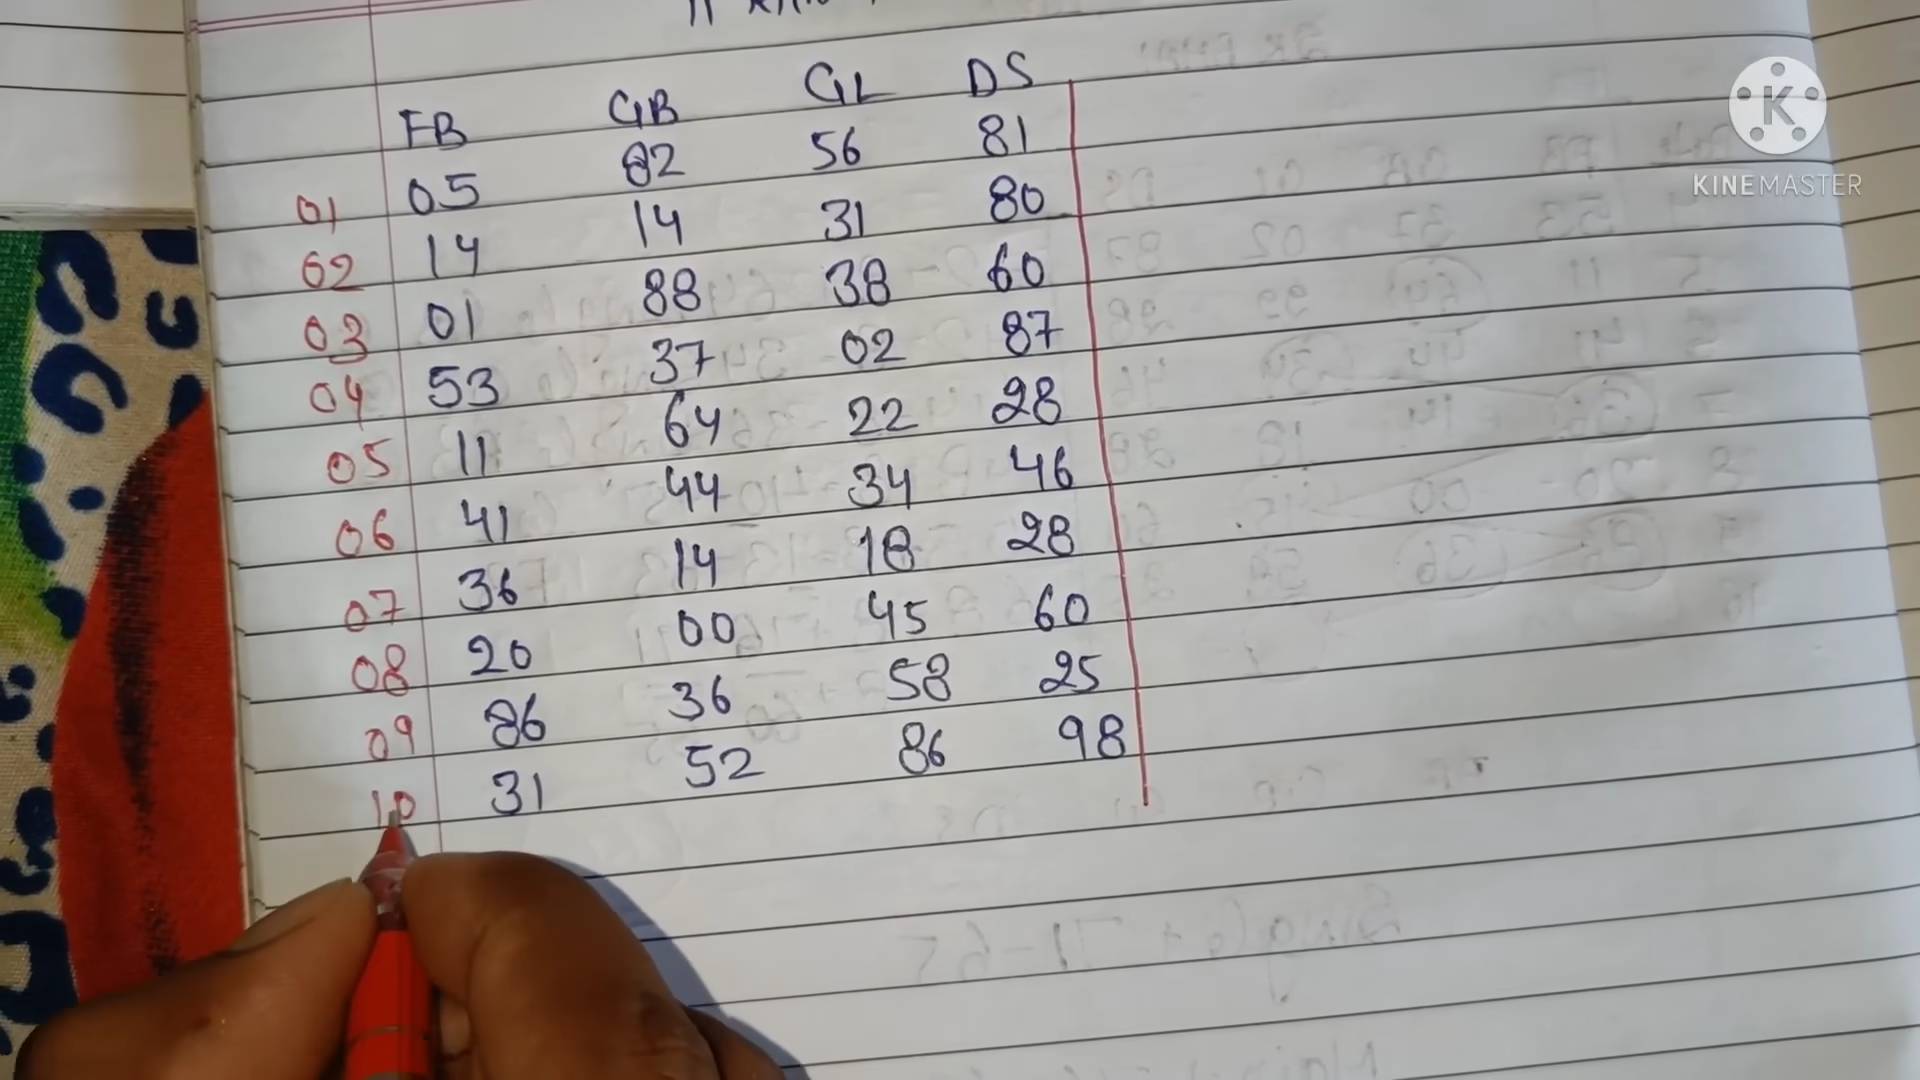 FB GB GL DS
01 05 82 56 81
02 14 14 31 80
03 01 88 38 60
04 53 37 02 87
05 11 64 22 28
06 41 44 34 46
07 36 14 18 28
08 20 00 45 60
09 86 36 58 25
10 31 52 86 98
K
KINEMASTER